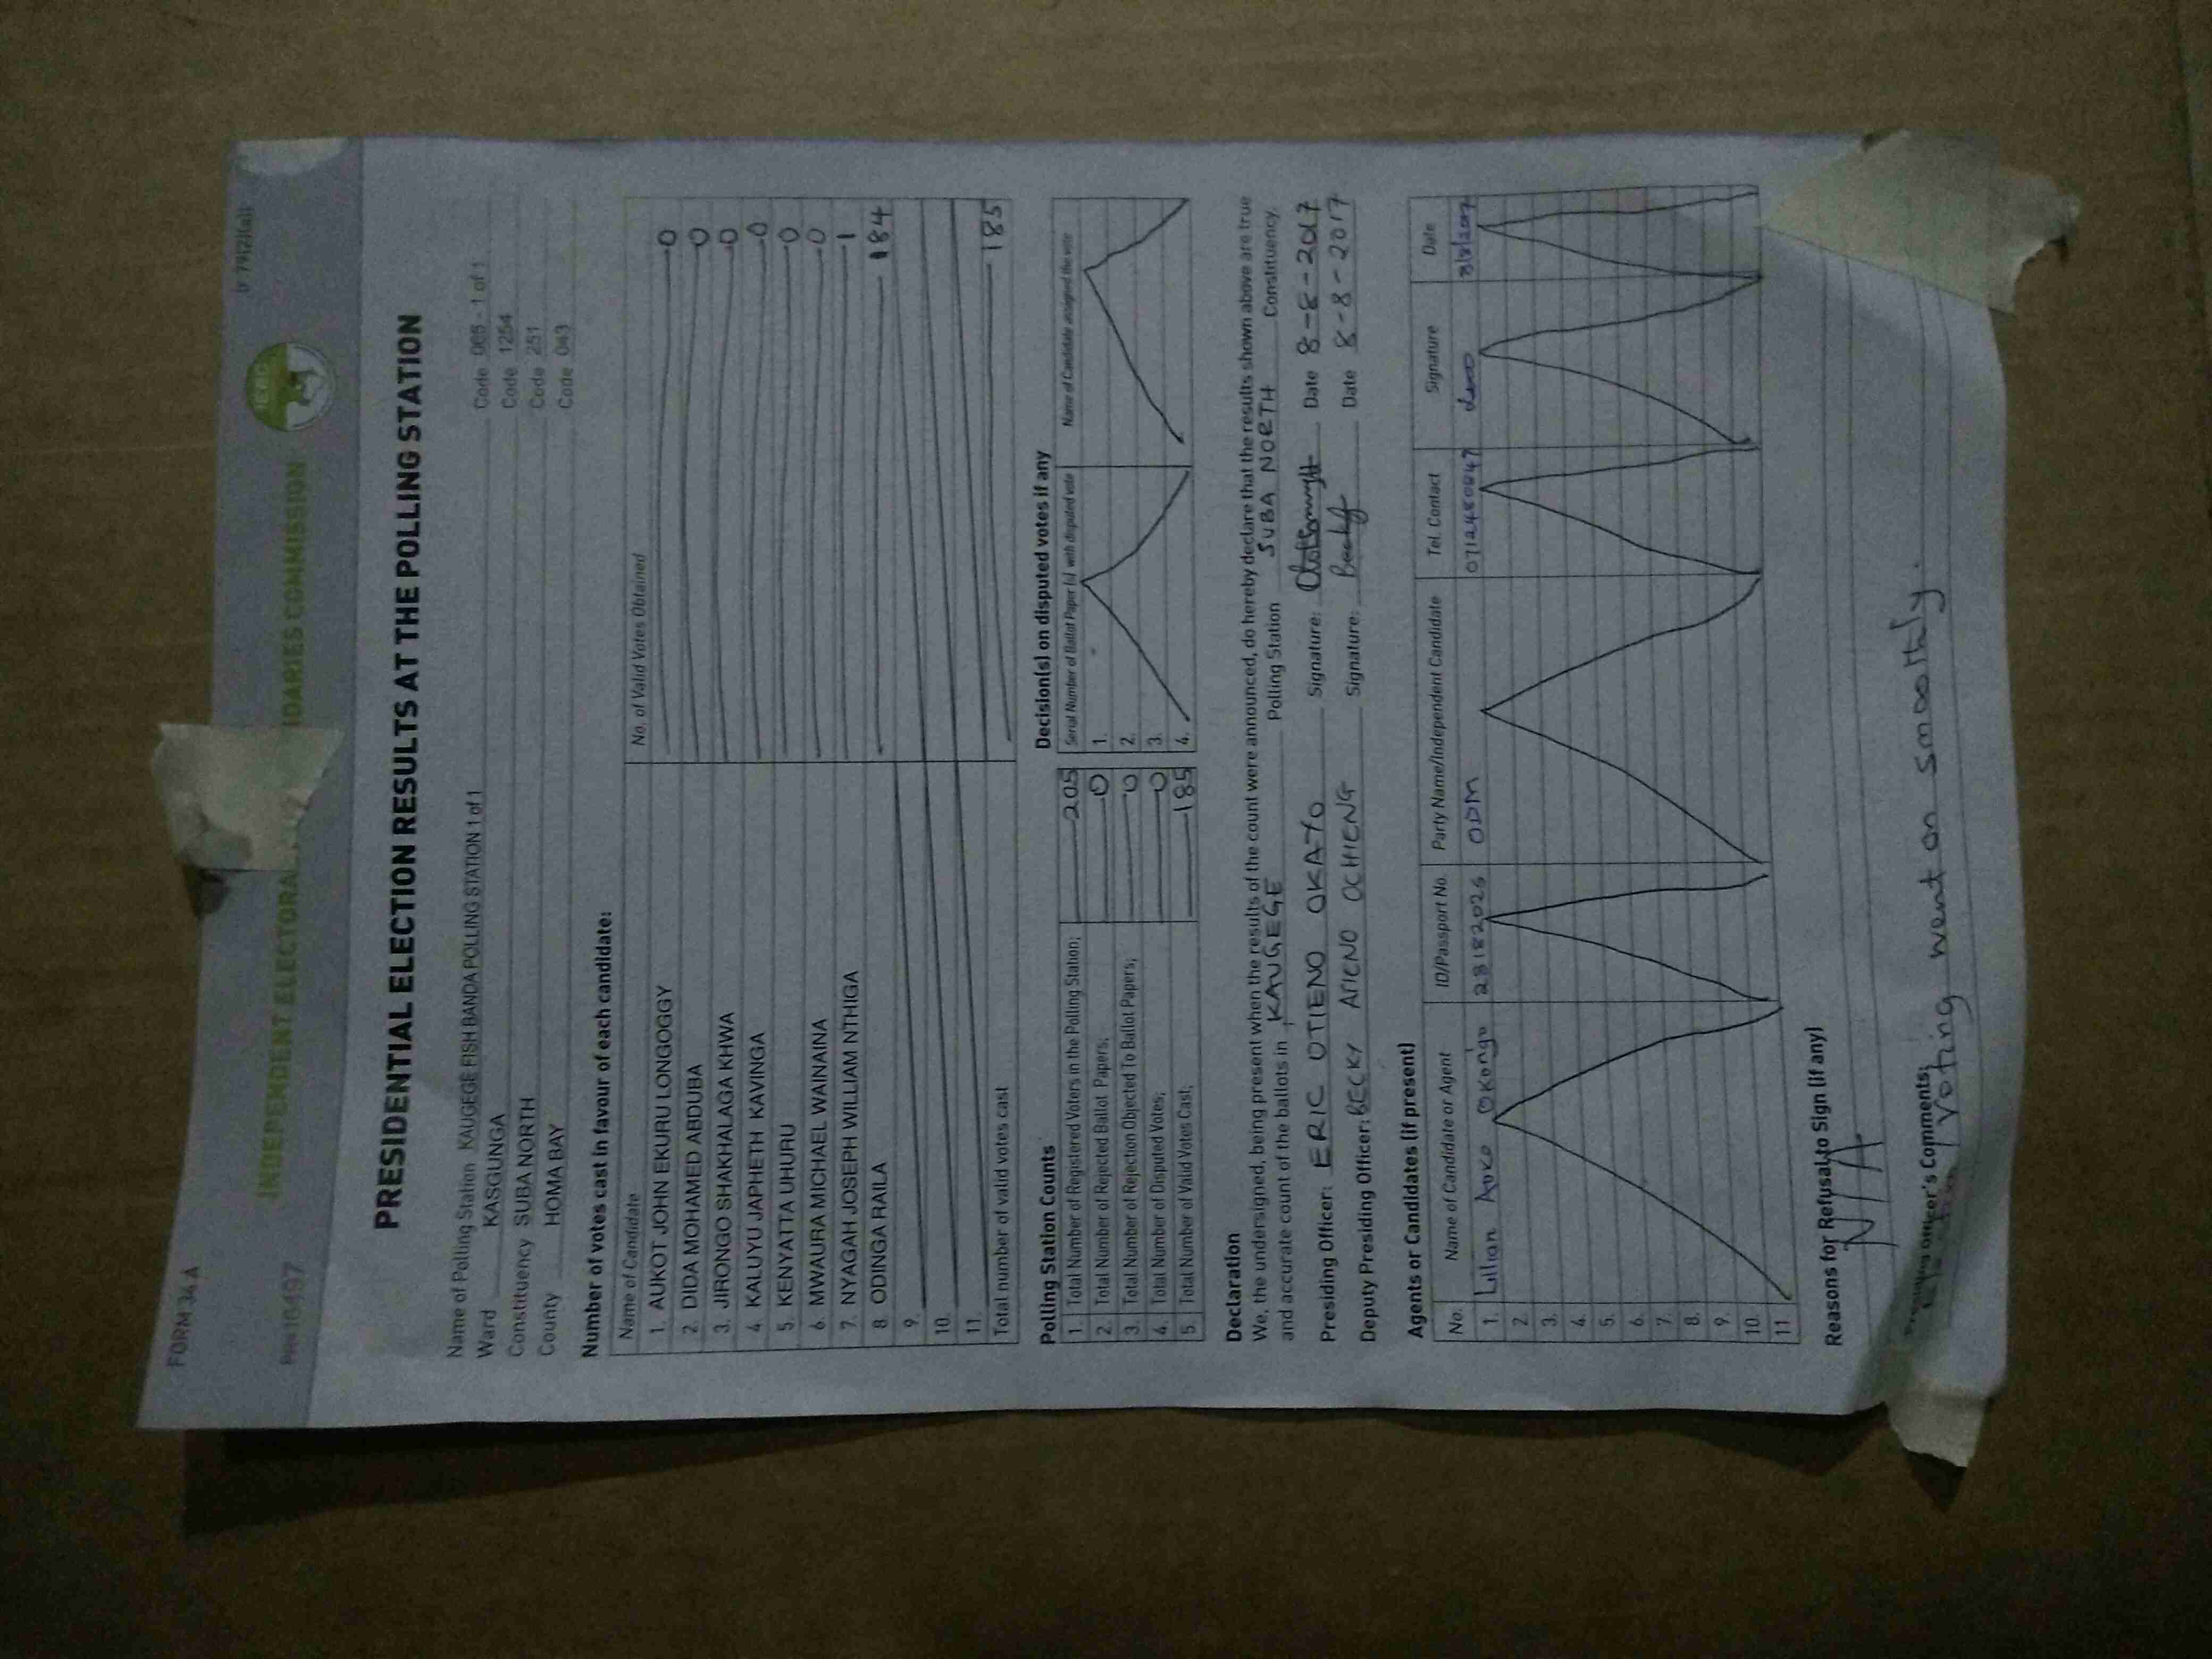 FORM 34 A
(r 79(2)(a))
INDEPENDENT ELECTORAL IDARIES COMMISSION
IEBC
PRESIDENTIAL ELECTION RESULTS AT THE POLLING STATION
Name of Polling Station KAUGEGE FISH BANDA POLLING STATION 1 of 1 Code 065 - 1 of 1
Ward KASGUNGA Code 1254
Constituency SUBA NORTH Code 251
County HOMA BAY Code 043
Number of votes cast in favour of each candidate:
Name of Candidate No. of Valid Votes Obtained
1. AUKOT JOHN EKURU LONGOGGY 0
2. DIDA MOHAMED ABDUBA 0
3. JIRONGO SHAKHALAGA KHWA 0
4. KALUYU JAPHETH KAVINGA 0
5. KENYATTA UHURU 0
6. MWAURA MICHAEL WAINAINA 0
7. NYAGAH JOSEPH WILLIAM NTHIGA 1
8. ODINGA RAILA 184
9.
10.
11.
Total number of valid votes cast 185
Polling Station Counts
1. Total Number of Registered Voters in the Polling Station; 205
2. Total Number of Rejected Ballot Papers; 0
3. Total Number of Rejection Objected To Ballot Papers; 0
4. Total Number of Disputed Votes; 0
5. Total Number of Valid Votes Cast; 185
Decision(s) on disputed votes if any
Serial Number of Ballot Paper (s) with disputed vote Name of Candidate assigned the vote
1.
2.
3.
4.
Declaration
We, the undersigned, being present when the results of the count were announced, do hereby declare that the results shown above are true
and accurate count of the ballots in KAUGEGE Polling Station SUBA NORTH Constituency.
Presiding Officer: ERIC OTIENO OKATO Signature: Date 8-8-2017
Deputy Presiding Officer: BECKY ATIENO OCHIENG Signature: Becky Date 8-8-2017
Agents or Candidates (if present)
No. Name of Candidate or Agent ID/Passport No. Party Name/Independent Candidate Tel. Contact Signature Date
1. Lilian Aoko Okong'o ODM 8/8/2017
2.
3.
4.
5.
6.
7.
8.
9.
10.
11.
Reasons for Refusal to Sign (if any)
N/A
Officer's Comments;
voting went on smoothly.